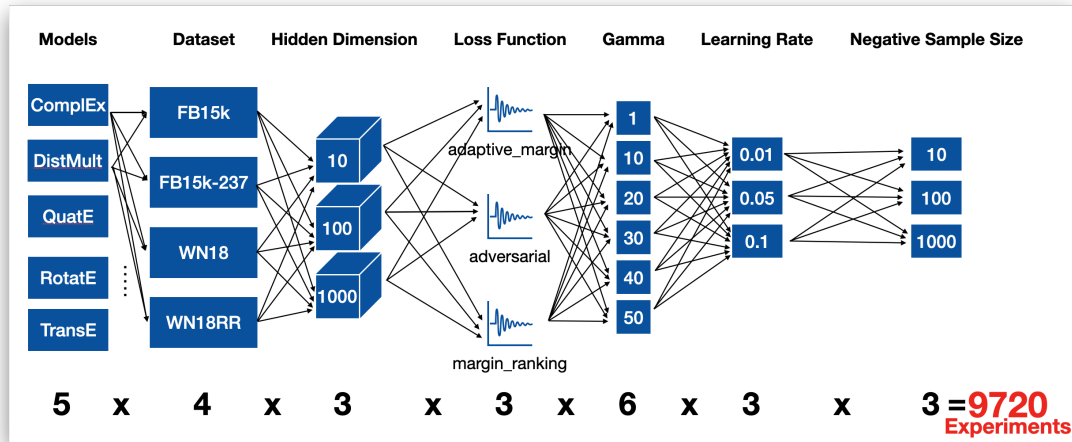 Models Dataset Hidden Dimension Loss Function Gamma Learning Rate Negative Sample Size
ComplEx
DistMult
QuatE
RotatE
TransE
FB15k
FB15k-237
WN18
WN18RR
10
100
1000
adaptive_margin
adversarial
margin_ranking
1
10
20
30
40
50
0.01
0.05
0.1
10
100
1000
5 x 4 x 3 x 3 x 6 x 3 x 3 =9720
Experiments